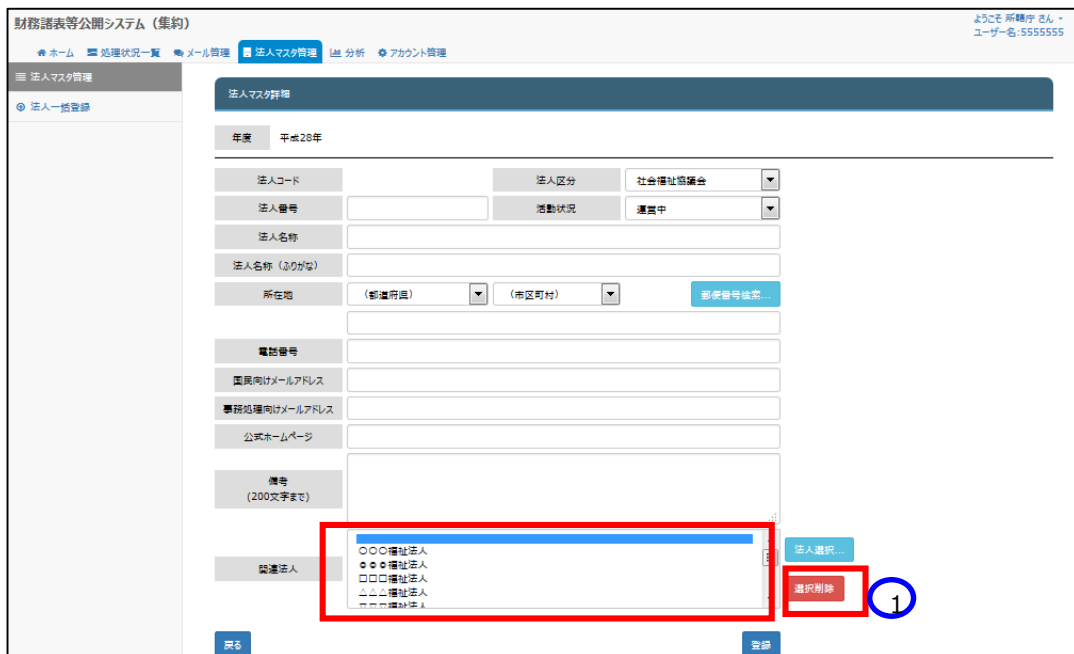 財務諸表等公開システム（集約）
ようこそ 所轄庁 さん
ユーザー名:5555555
ホーム 処理状況一覧 メール管理 法人マスタ管理 分析 アカウント管理
法人マスタ管理
法人一括登録
法人マスタ詳細
年度 平成28年
法人コード 法人区分 社会福祉協議会
法人番号 活動状況 運営中
法人名称
法人名称（ふりがな）
所在地 （都道府県） （市区町村） 郵便番号検索...
電話番号
国民向けメールアドレス
事務処理向けメールアドレス
公式ホームページ
備考
(200文字まで)
関連法人
○○○福祉法人
●●●福祉法人
□□□福祉法人
△△△福祉法人
▽▽▽福祉法人
法人選択...
選択削除
1
戻る 登録